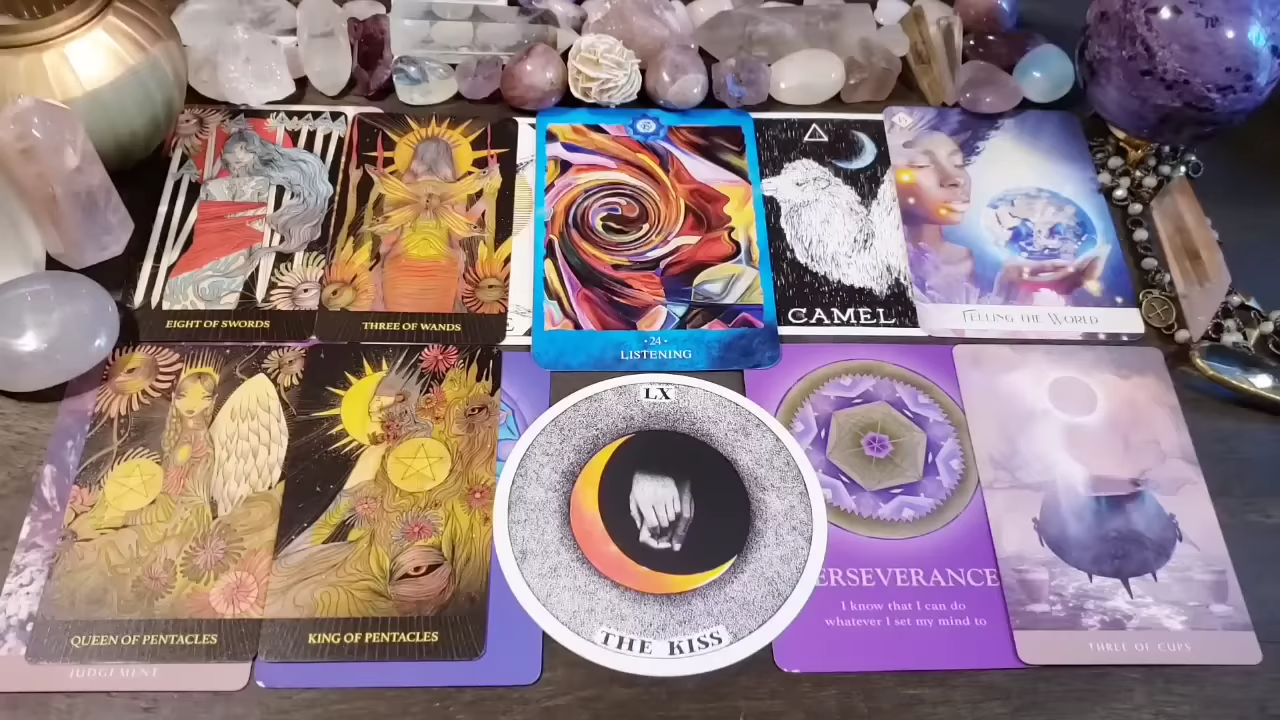 EIGHT OF SWORDS
THREE OF WANDS
·24·
LISTENING
CAMEL
TELLING THE WORLD
QUEEN OF PENTACLES
JUDGEMENT
KING OF PENTACLES
LX
THE KISS
ERSEVERANCE
I know that I can do
whatever I set my mind to
THREE OF CUPS